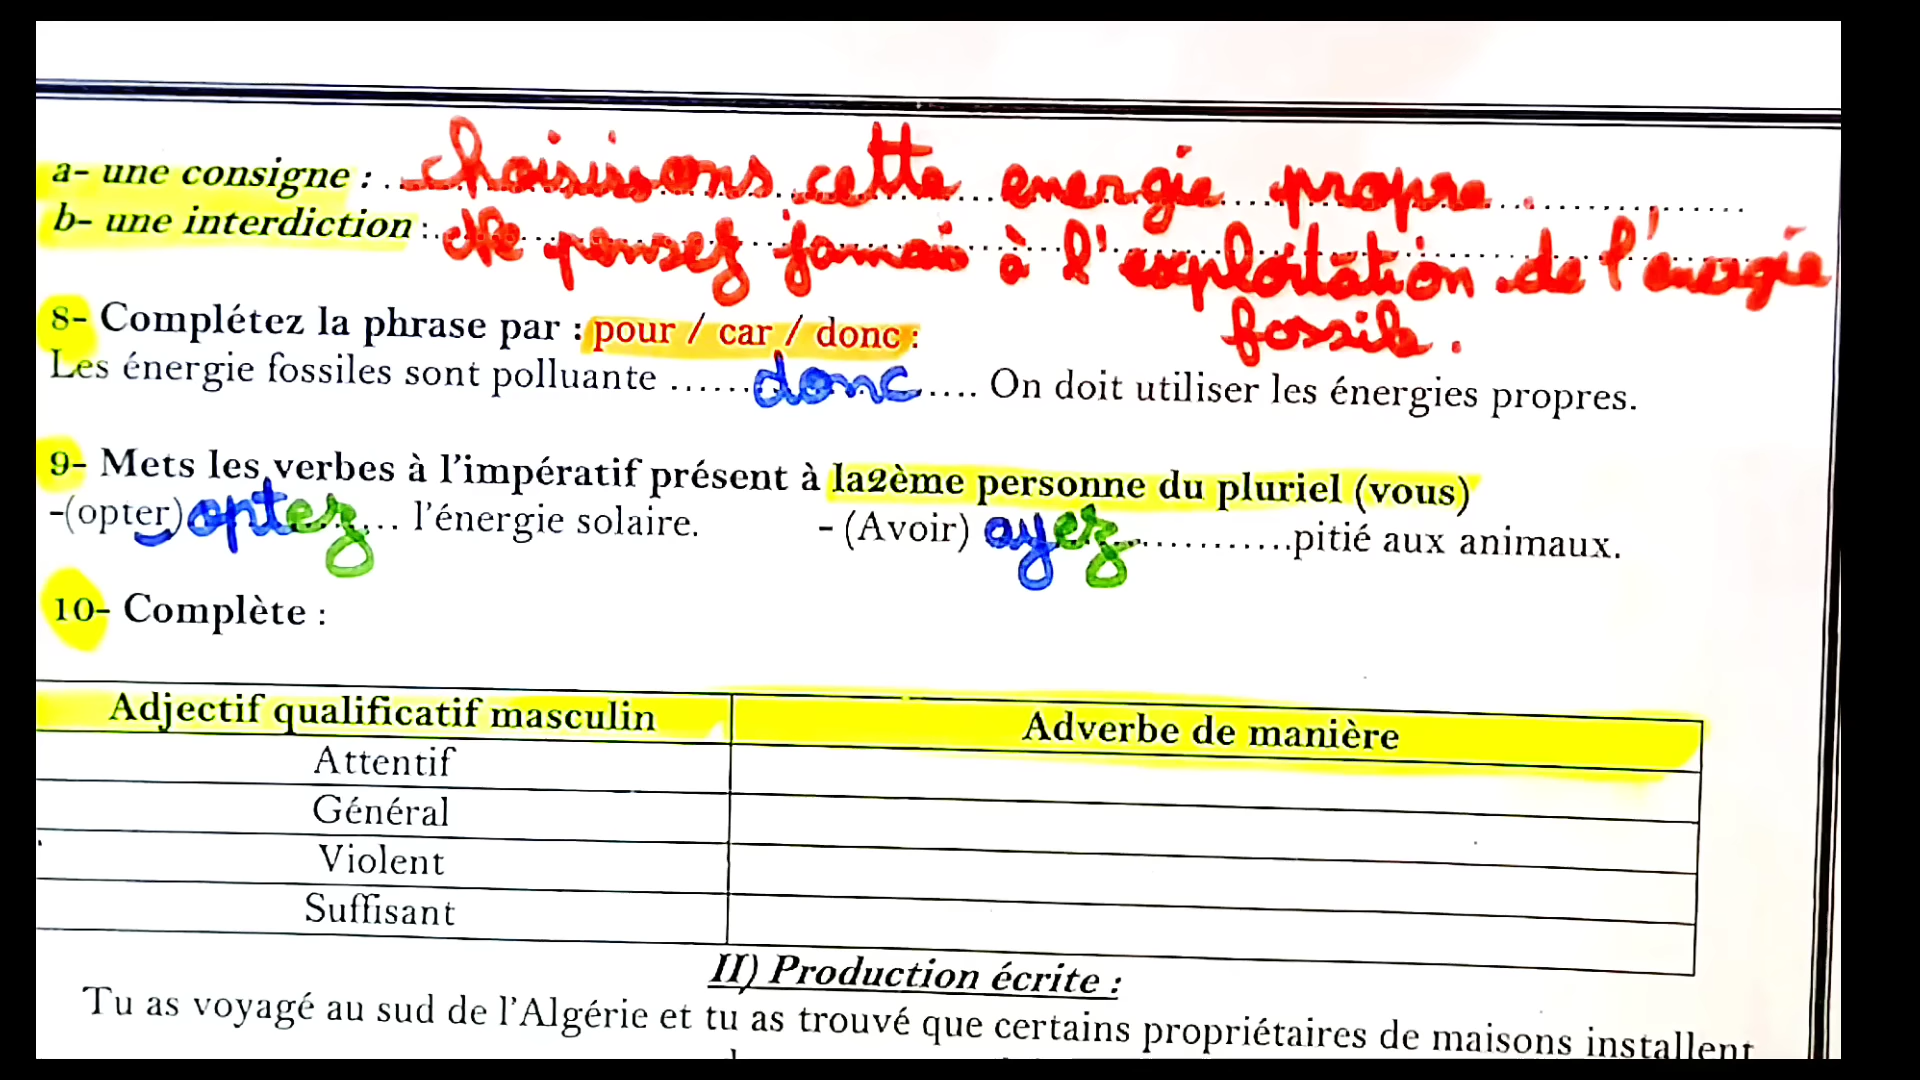 a- une consigne : ...choisissons cette energie propre...............
b- une interdiction :..Ne pensez jamais à l'exploitation de l'énergie
fossile.
8- Complétez la phrase par : pour / car / donc :
Les énergie fossiles sont polluante ......donc.... On doit utiliser les énergies propres.
9- Mets les verbes à l'impératif présent à la2ème personne du pluriel (vous)
-(opter)optez... l'énergie solaire. - (Avoir) ayez............pitié aux animaux.
10- Complète :
Adjectif qualificatif masculin Adverbe de manière
Attentif
Général
Violent
Suffisant
II) Production écrite :
Tu as voyagé au sud de l'Algérie et tu as trouvé que certains propriétaires de maisons installent